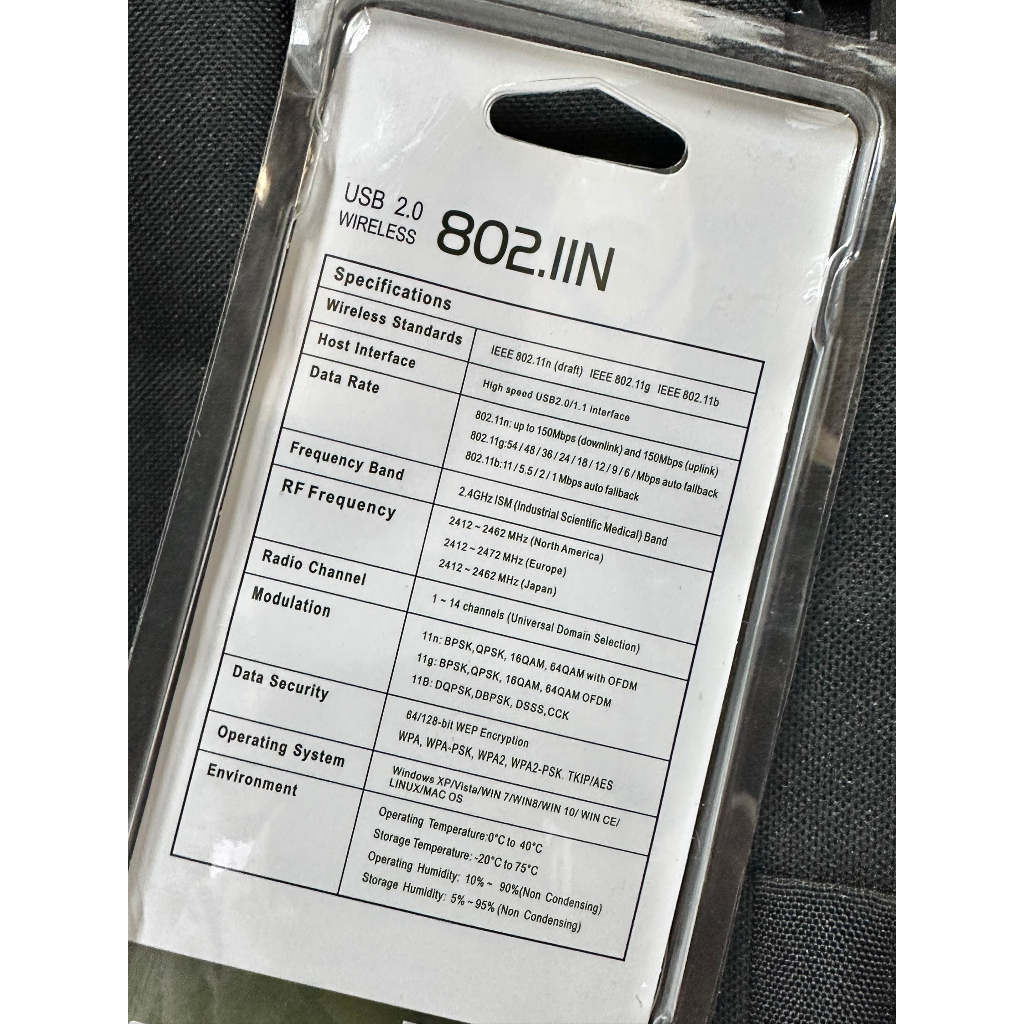 USB 2.0
WIRELESS 802.11N
Specifications
Wireless Standards IEEE 802.11n (draft) IEEE 802.11g IEEE 802.11b
Host Interface High speed USB2.0/1.1 interface
Data Rate 802.11n: up to 150Mbps (downlink) and 150Mbps (uplink)
802.11g:54 / 48 / 36 / 24 / 18 / 12 / 9 / 6 / Mbps auto fallback
802.11b:11 / 5.5 / 2 / 1 Mbps auto fallback
Frequency Band 2.4GHz ISM (Industrial Scientific Medical) Band
RF Frequency 2412 ~ 2462 MHz (North America)
2412 ~ 2472 MHz (Europe)
2412 ~ 2462 MHz (Japan)
Radio Channel 1 ~ 14 channels (Universal Domain Selection)
Modulation 11n: BPSK,QPSK, 16QAM, 64QAM with OFDM
11g: BPSK,QPSK, 16QAM, 64QAM OFDM
11B: DQPSK,DBPSK, DSSS,CCK
Data Security 64/128-bit WEP Encryption
WPA, WPA-PSK, WPA2, WPA2-PSK. TKIP/AES
Operating System Windows XP/Vista/WIN 7/WIN8/WIN 10/ WIN CE/
LINUX/MAC OS
Environment Operating Temperature:0°C to 40°C
Storage Temperature: -20°C to 75°C
Operating Humidity: 10% ~ 90%(Non Condensing)
Storage Humidity: 5% ~ 95% (Non Condensing)